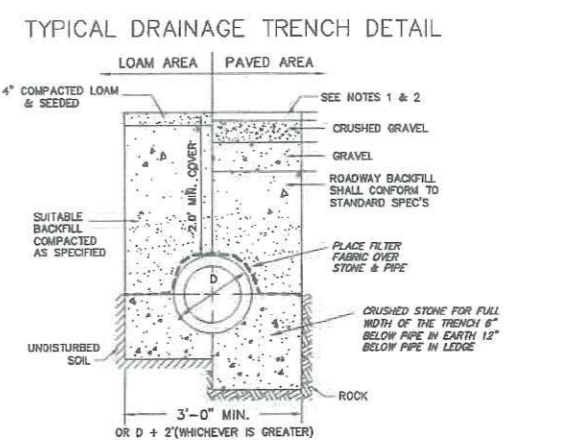 TYPICAL DRAINAGE TRENCH DETAIL
LOAM AREA
PAVED AREA
4" COMPACTED LOAM
& SEEDED
SEE NOTES 1 & 2
CRUSHED GRAVEL
GRAVEL
ROADWAY BACKFILL
SHALL CONFORM TO
STANDARD SPEC'S
2.0' MIN. COVER
SUITABLE
BACKFILL
COMPACTED
AS SPECIFIED
PLACE FILTER
FABRIC OVER
STONE & PIPE
D
CRUSHED STONE FOR FULL
WIDTH OF THE TRENCH 6"
BELOW PIPE IN EARTH 12"
BELOW PIPE IN LEDGE
UNDISTURBED
SOIL
ROCK
3'-0" MIN.
OR D + 2'(WHICHEVER IS GREATER)